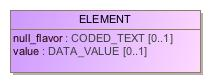 ELEMENT
null_flavor : CODED_TEXT [0..1]
value : DATA_VALUE [0..1]